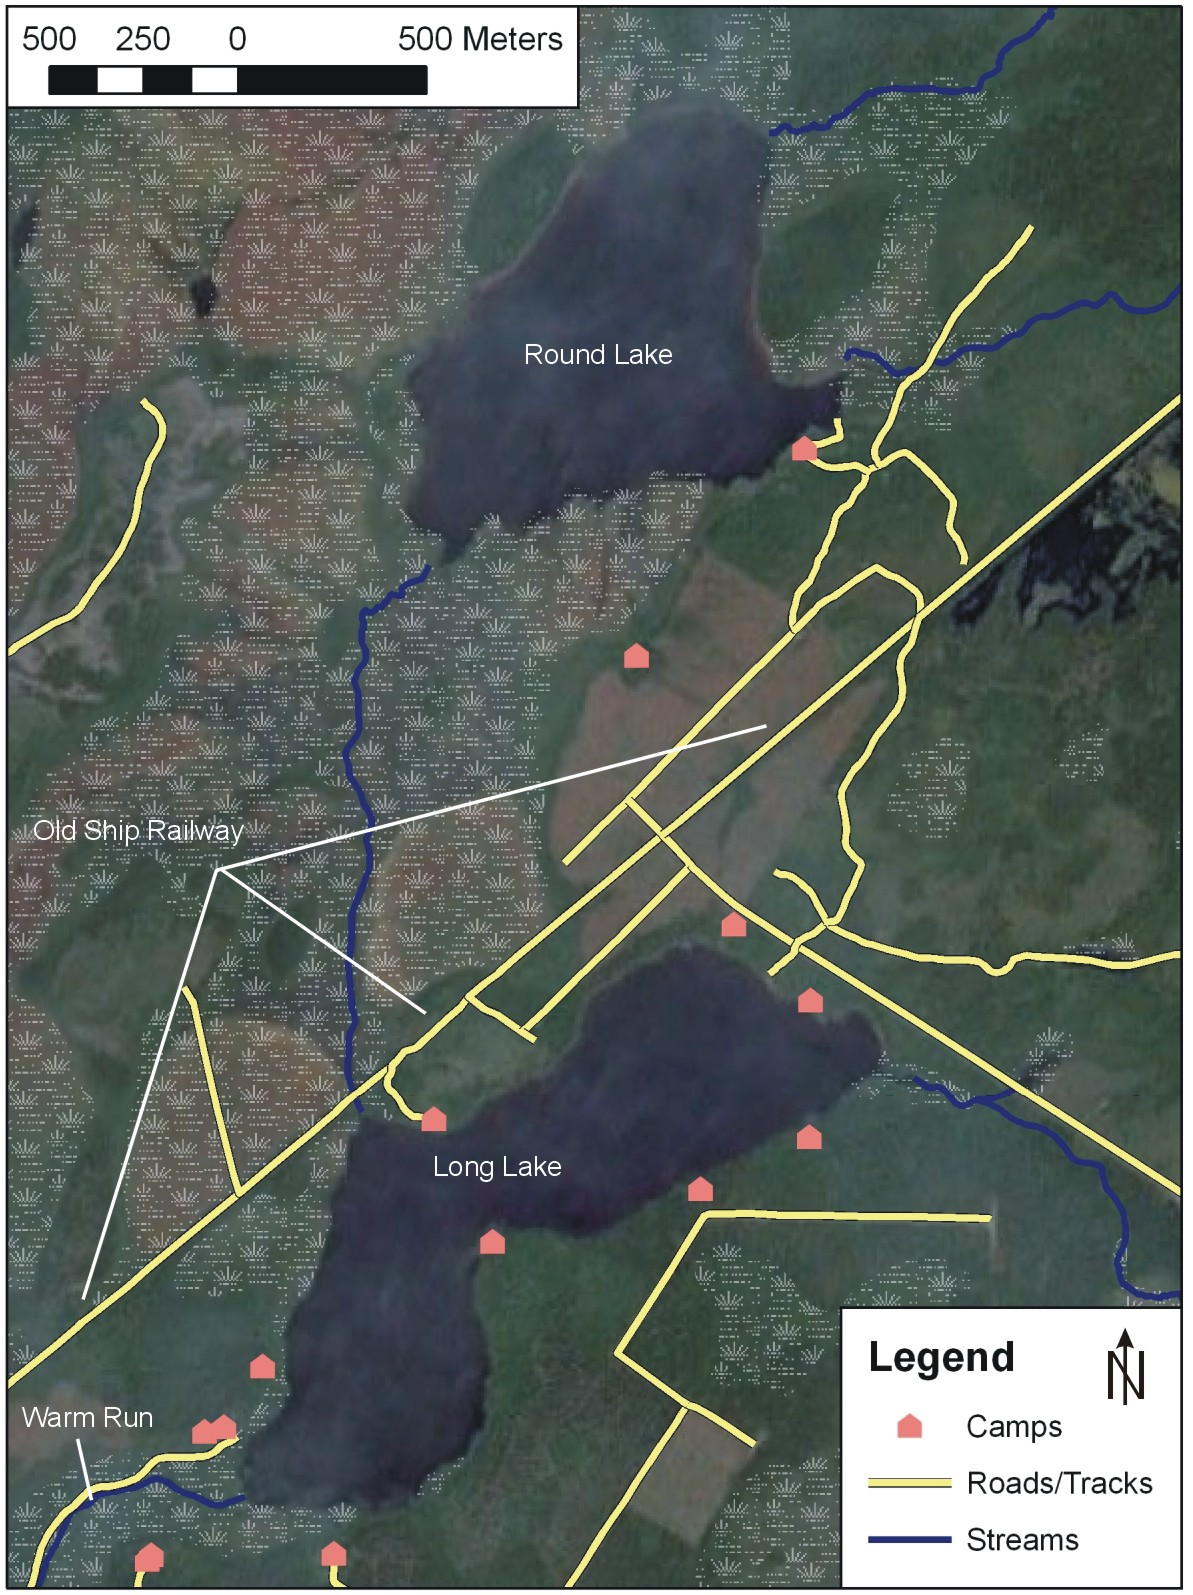 500 250 0 500 Meters
Round Lake
Old Ship Railway
Long Lake
Warm Run
Legend
N
Camps
Roads/Tracks
Streams